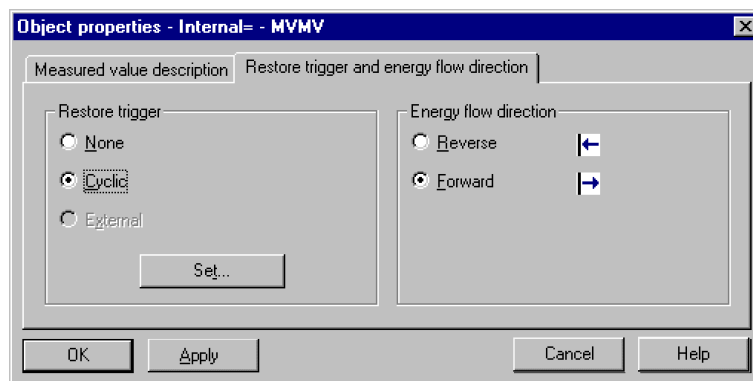 Object properties - Internal= - MVMV
Measured value description
Restore trigger and energy flow direction
Restore trigger
None
Cyclic
External
Set...
Energy flow direction
Reverse
Forward
OK
Apply
Cancel
Help